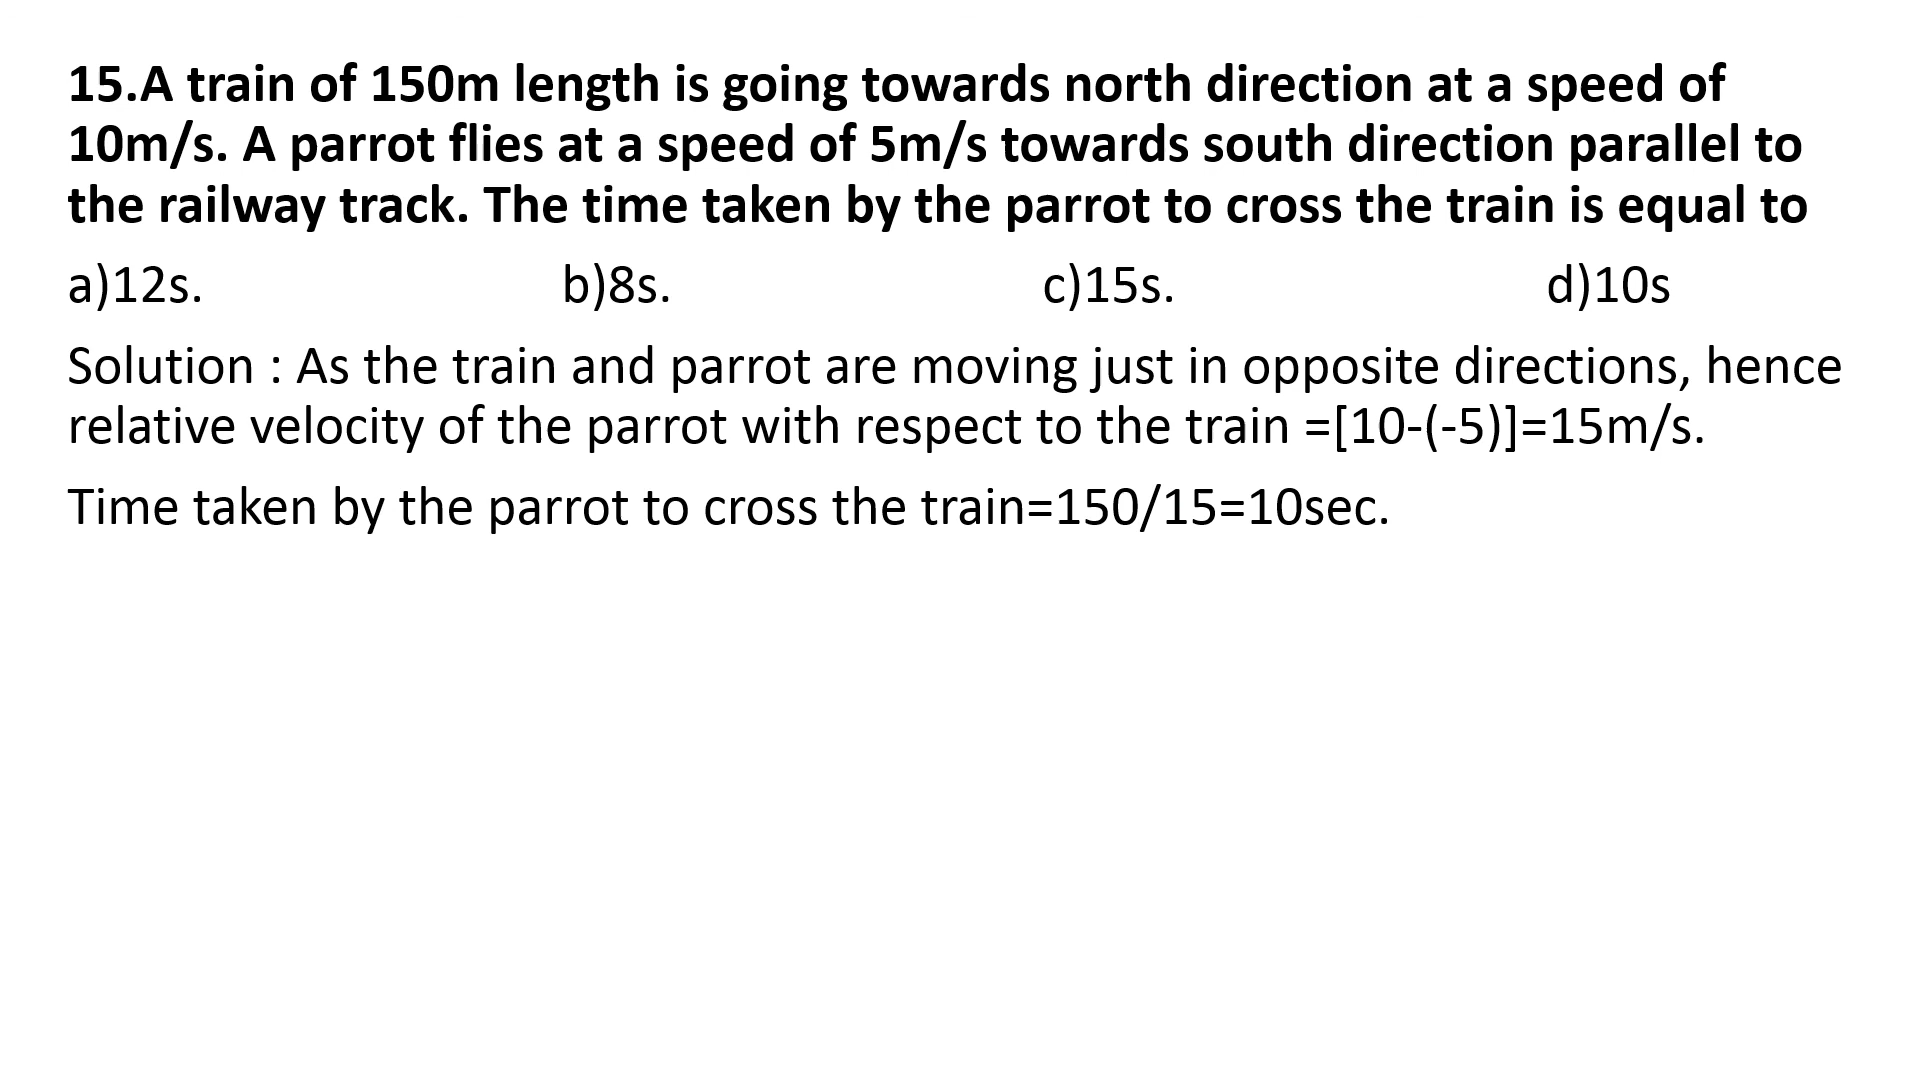 15.A train of 150m length is going towards north direction at a speed of
10m/s. A parrot flies at a speed of 5m/s towards south direction parallel to
the railway track. The time taken by the parrot to cross the train is equal to
a)12s. b)8s. c)15s. d)10s
Solution : As the train and parrot are moving just in opposite directions, hence
relative velocity of the parrot with respect to the train =[10-(-5)]=15m/s.
Time taken by the parrot to cross the train=150/15=10sec.